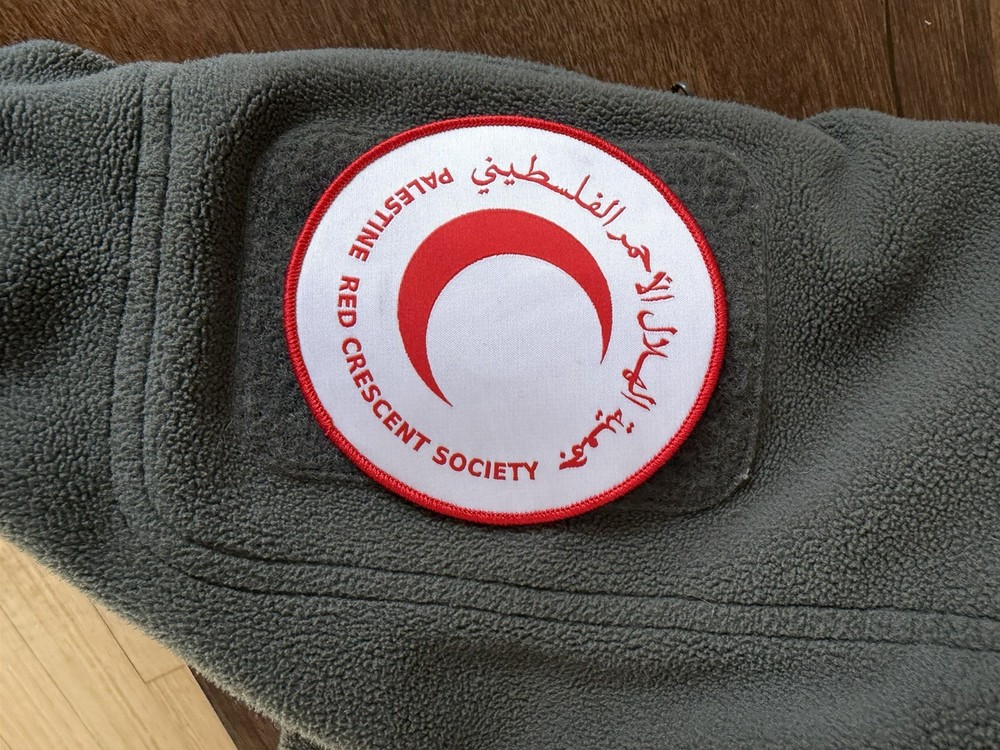 جمعية الهلال الأحمر الفلسطيني
PALESTINE RED CRESCENT SOCIETY